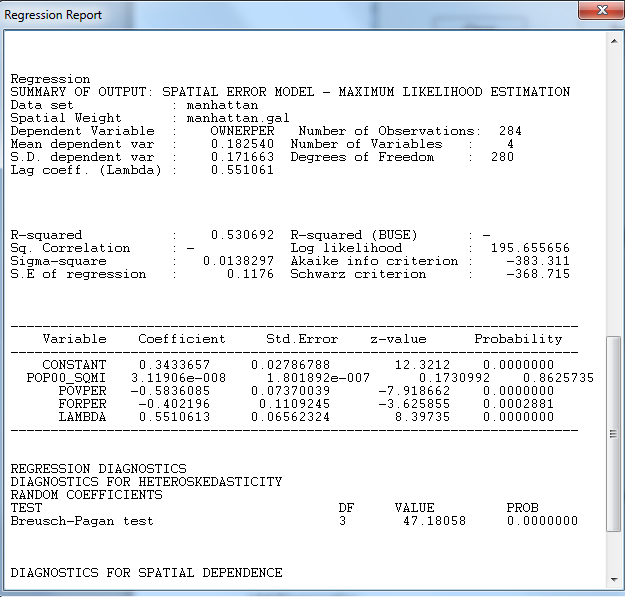 Regression Report
Regression
SUMMARY OF OUTPUT: SPATIAL ERROR MODEL - MAXIMUM LIKELIHOOD ESTIMATION
Data set : manhattan
Spatial Weight : manhattan.gal
Dependent Variable : OWNERPER Number of Observations: 284
Mean dependent var : 0.182540 Number of Variables : 4
S.D. dependent var : 0.171663 Degrees of Freedom : 280
Lag coeff. (Lambda) : 0.551061
R-squared : 0.530692 R-squared (BUSE) : -
Sq. Correlation : - Log likelihood : 195.655656
Sigma-square : 0.0138297 Akaike info criterion : -383.311
S.E of regression : 0.1176 Schwarz criterion : -368.715
-----------------------------------------------------------------------
Variable Coefficient Std.Error z-value Probability
-----------------------------------------------------------------------
CONSTANT 0.3433657 0.02786788 12.3212 0.0000000
POP00_SQMI 3.11906e-008 1.801892e-007 0.1730992 0.8625735
POVPER -0.5836085 0.07370039 -7.918662 0.0000000
FORPER -0.402196 0.1109245 -3.625855 0.0002881
LAMBDA 0.5510613 0.06562324 8.39735 0.0000000
-----------------------------------------------------------------------
REGRESSION DIAGNOSTICS
DIAGNOSTICS FOR HETEROSKEDASTICITY
RANDOM COEFFICIENTS
TEST DF VALUE PROB
Breusch-Pagan test 3 47.18058 0.0000000
DIAGNOSTICS FOR SPATIAL DEPENDENCE